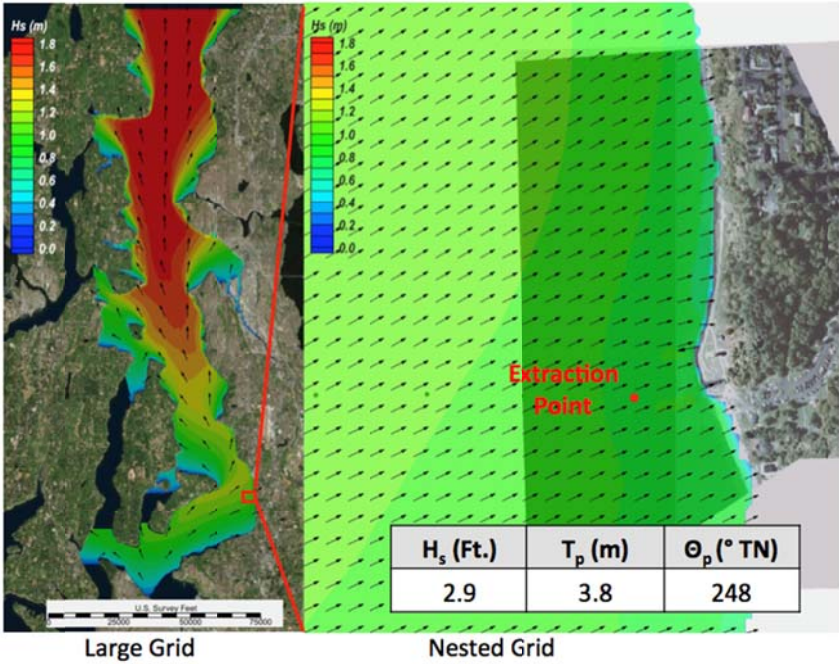 Hs (m)
1.8
1.6
1.4
1.2
1.0
0.8
0.6
0.4
0.2
0.0
U.S. Survey Feet
0 25000 50000 75000
Large Grid
Hs (m)
1.8
1.6
1.4
1.2
1.0
0.8
0.6
0.4
0.2
0.0
Extraction
Point
Hs (Ft.) Tp (m) Θp (° TN)
2.9 3.8 248
Nested Grid